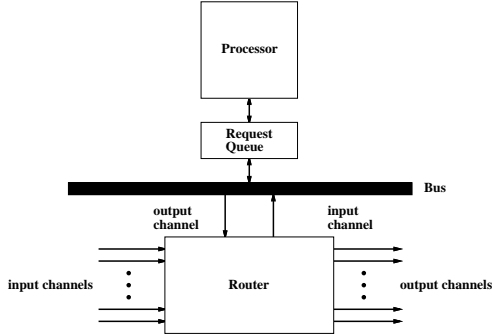 Processor
Request
Queue
Bus
output
channel
input
channel
input channels
Router
output channels